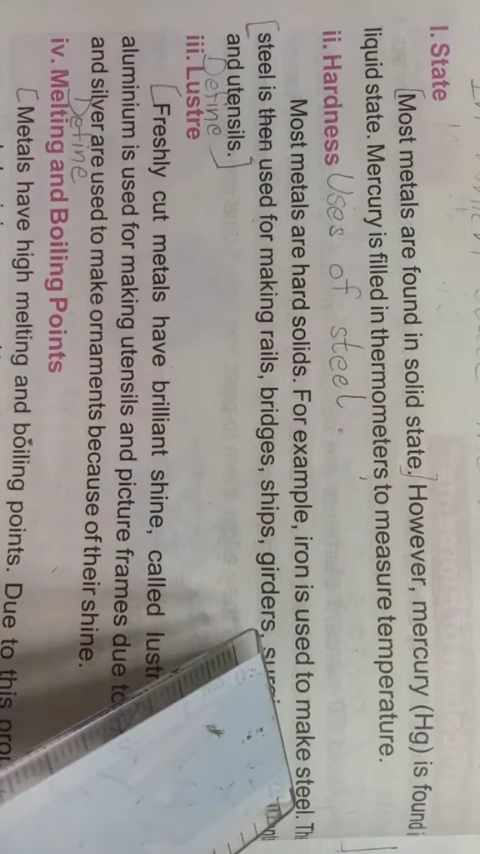 I. State
[Most metals are found in solid state.] However, mercury (Hg) is found i
liquid state. Mercury is filled in thermometers to measure temperature.
ii. Hardness Uses of steel.
Most metals are hard solids. For example, iron is used to make steel. Th
[steel is then used for making rails, bridges, ships, girders,
and utensils.]
Define
iii. Lustre
[Freshly cut metals have brilliant shine, called lustr
aluminium is used for making utensils and picture frames due to
and silver are used to make ornaments because of their shine.
Define
iv. Melting and Boiling Points
[Metals have high melting and boiling points. Due to this